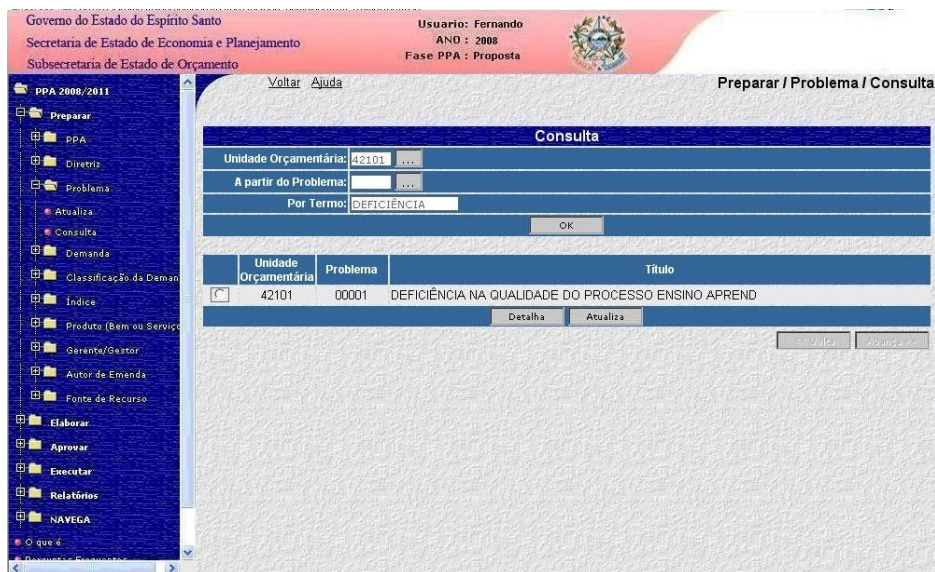 Governo do Estado do Espírito Santo
Secretaria de Estado de Economia e Planejamento
Subsecretaria de Estado de Orçamento
Usuario: Fernando
ANO : 2008
Fase PPA : Proposta
Voltar Ajuda
Preparar / Problema / Consulta
PPA 2008/2011
Preparar
PPA
Diretriz
Problema
Atualiza
Consulta
Demanda
Classificação da Deman
Índice
Produto (Bem ou Serviço
Gerente/Gestor
Autor de Emenda
Fonte de Recurso
Elaborar
Aprovar
Executar
Relatórios
NAVEGA
O que é
Perguntas Frequentes
Consulta
Unidade Orçamentária: 42101 ...
A partir do Problema: ...
Por Termo: DEFICIÊNCIA
OK
Unidade Orçamentária Problema Título
42101 00001 DEFICIÊNCIA NA QUALIDADE DO PROCESSO ENSINO APREND
Detalha Atualiza
<< Volta Avança >>